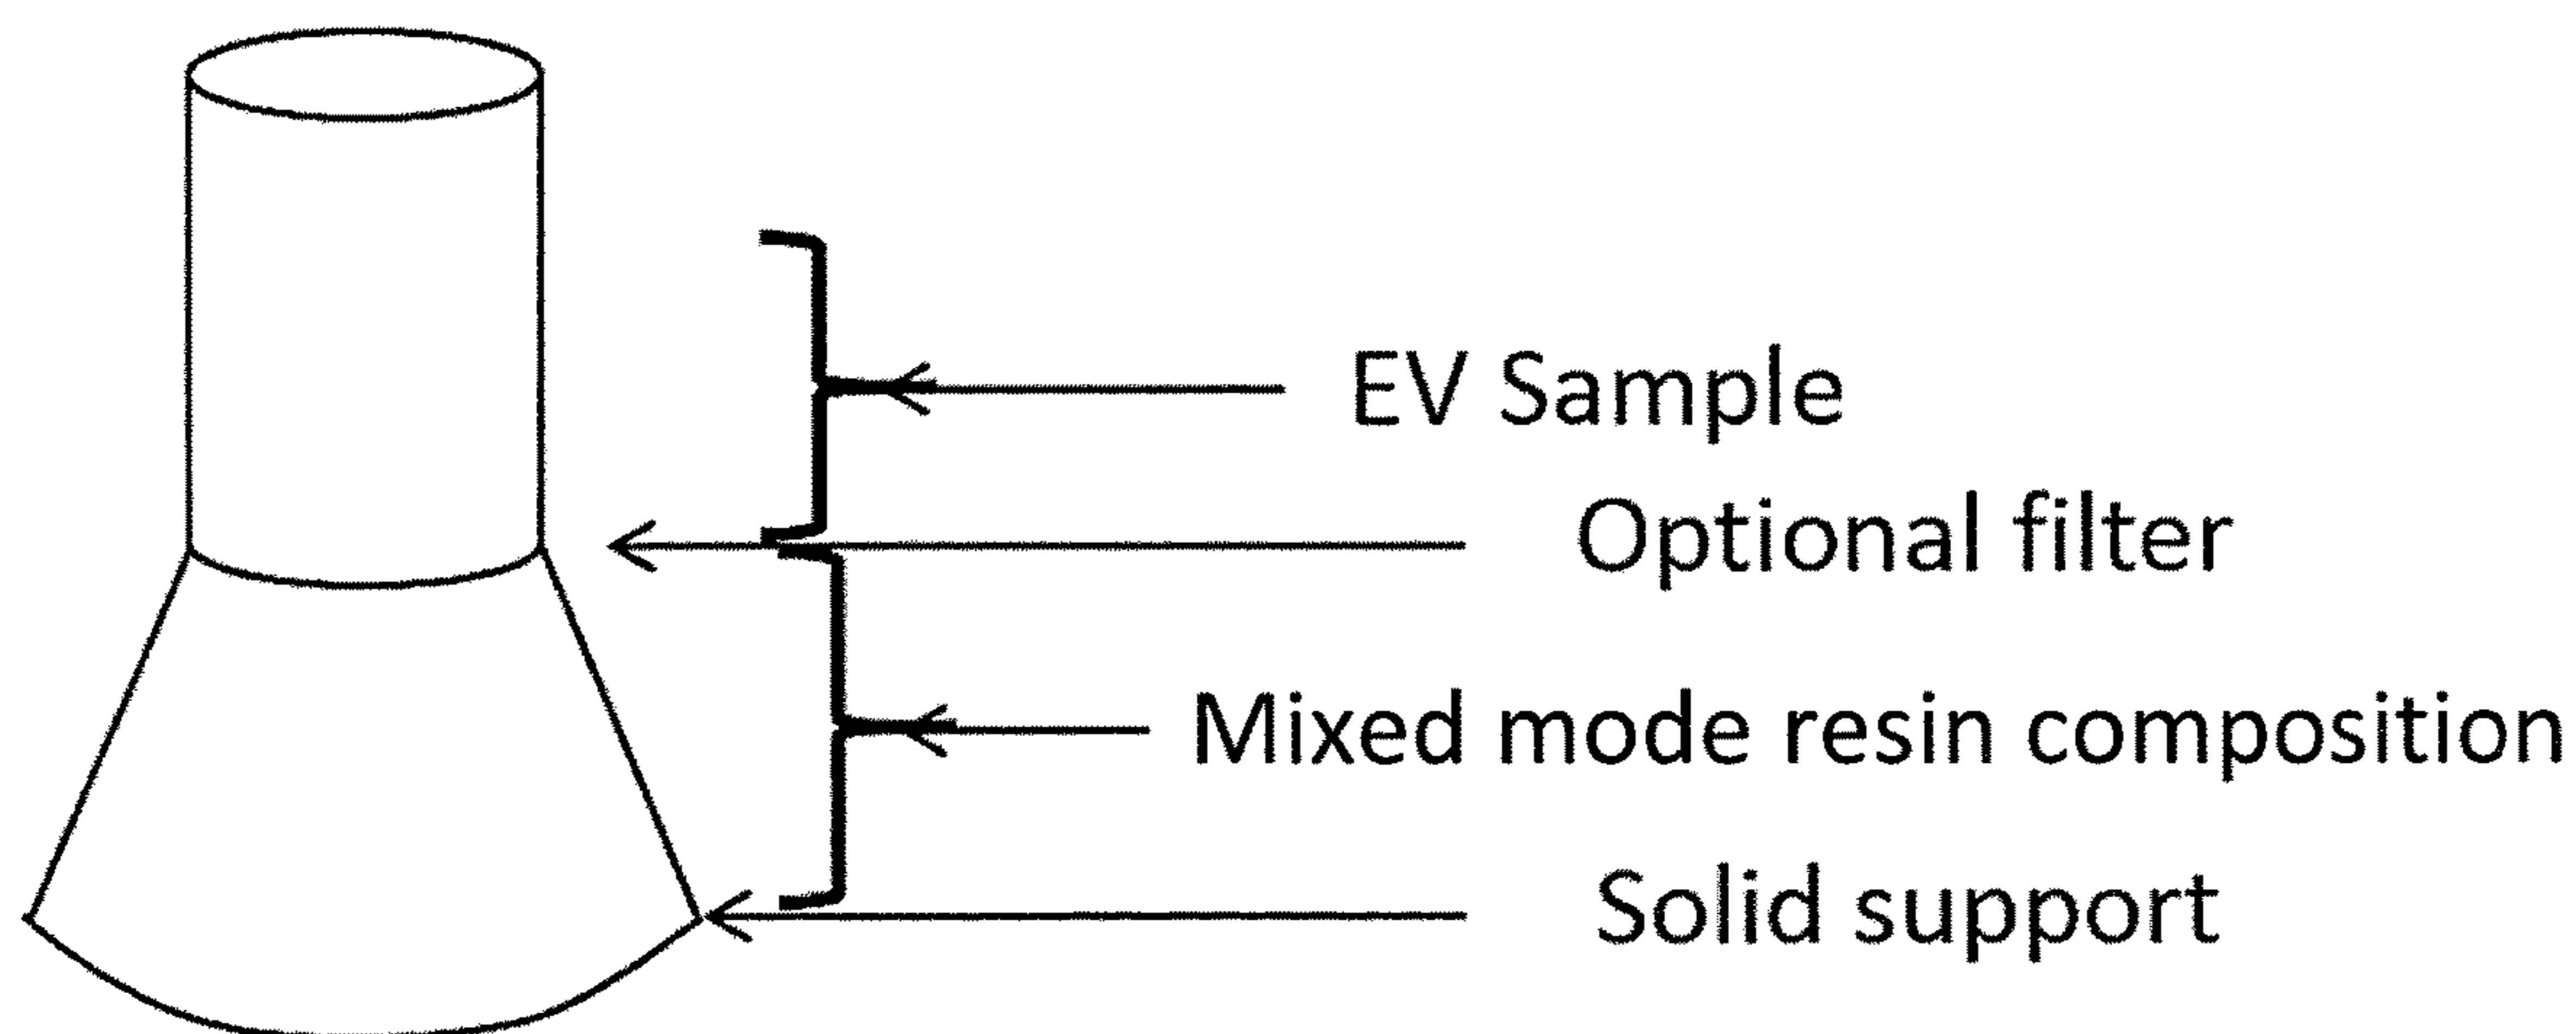 EV Sample
Optional filter
Mixed mode resin composition
Solid support